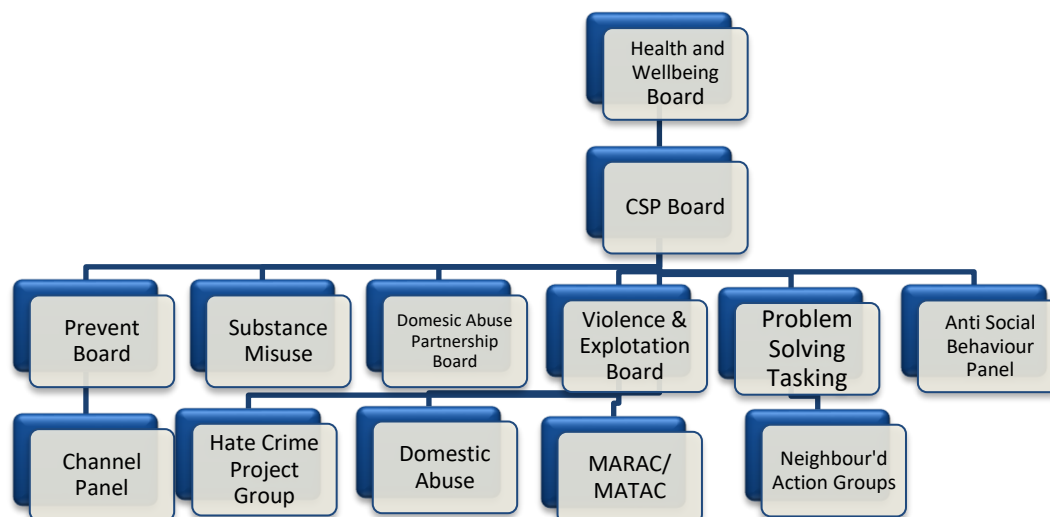 Health and
Wellbeing
Board
CSP Board
Prevent
Board
Substance
Misuse
Domesic Abuse
Partnership
Board
Violence &
Explotation
Board
Problem
Solving
Tasking
Anti Social
Behaviour
Panel
Channel
Panel
Hate Crime
Project
Group
Domestic
Abuse
MARAC/
MATAC
Neighbour'd
Action Groups